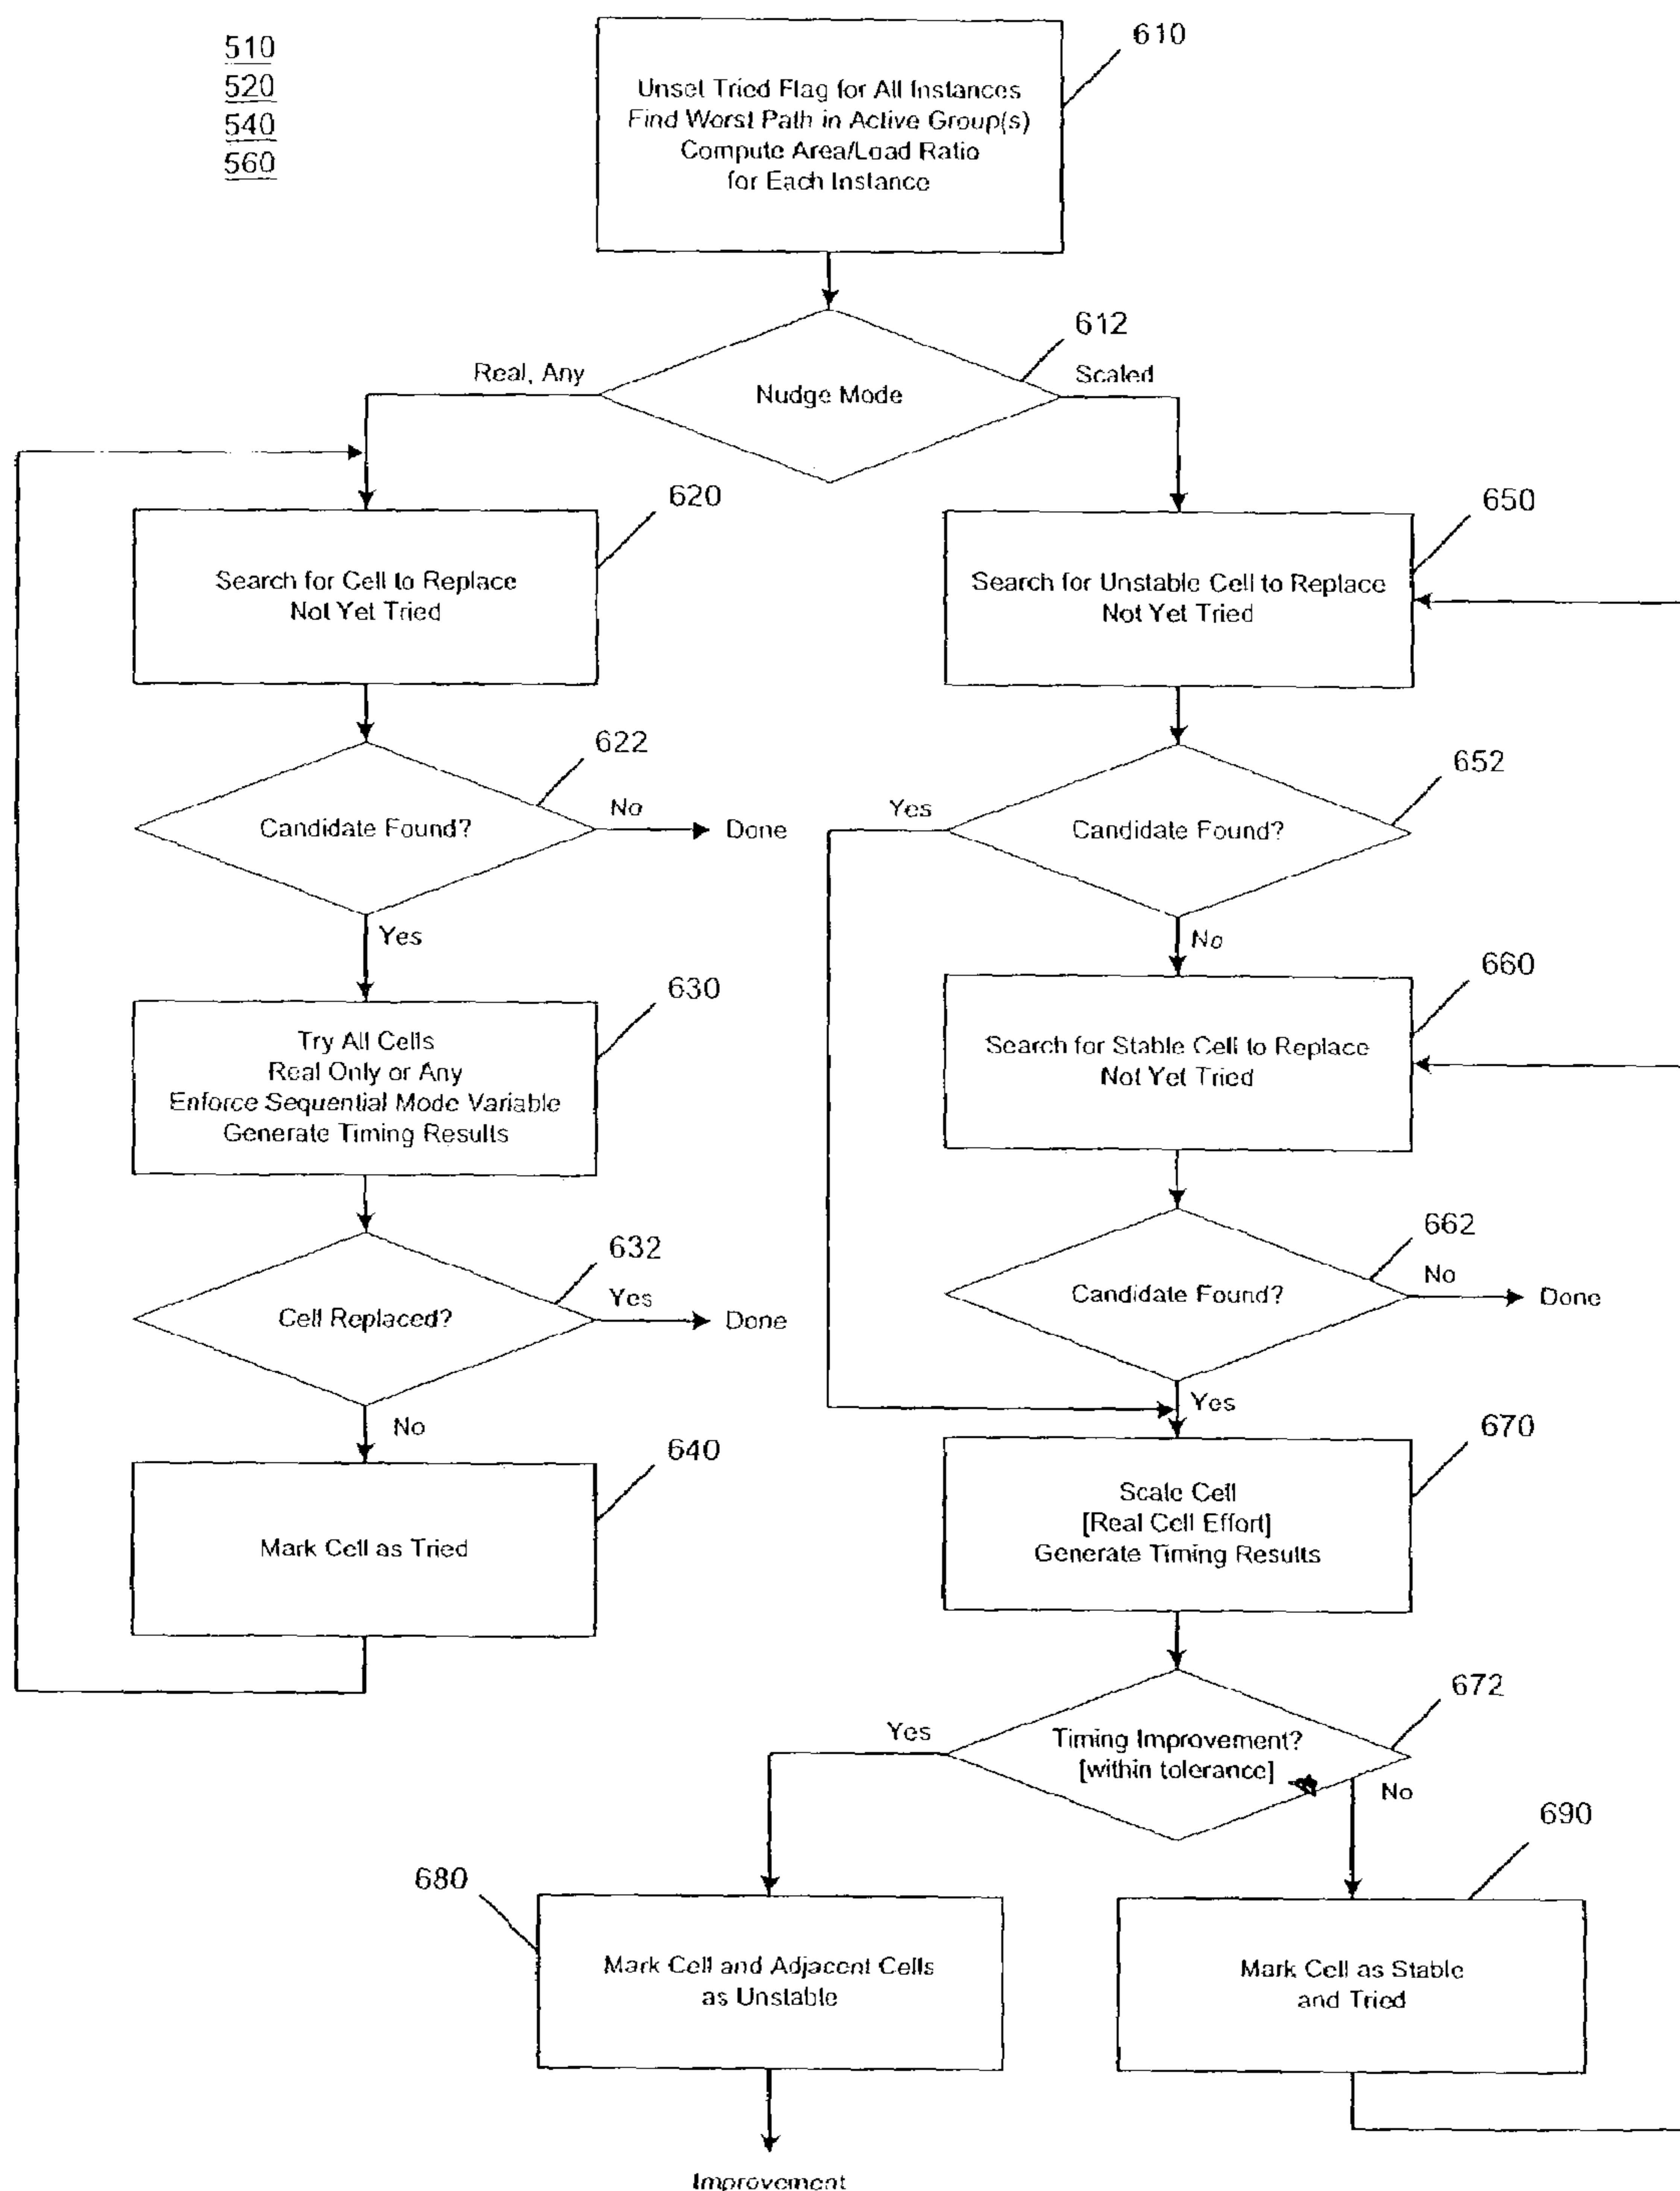 510
520
540
560
610
Unset Tried Flag for All Instances
Find Worst Path in Active Group(s)
Compute Area/Load Ratio
for Each Instance
612
Real, Any
Nudge Mode
Scaled
620
Search for Cell to Replace
Not Yet Tried
650
Search for Unstable Cell to Replace
Not Yet Tried
622
Candidate Found?
No
Done
Yes
652
Yes
Candidate Found?
No
630
Try All Cells
Real Only or Any
Enforce Sequential Mode Variable
Generate Timing Results
660
Search for Stable Cell to Replace
Not Yet Tried
632
Cell Replaced?
Yes
Done
No
662
Candidate Found?
No
Done
Yes
640
Mark Cell as Tried
670
Scale Cell
[Real Cell Effort]
Generate Timing Results
672
Yes
Timing Improvement?
[within tolerance]
No
680
Mark Cell and Adjacent Cells
as Unstable
690
Mark Cell as Stable
and Tried
Improvement